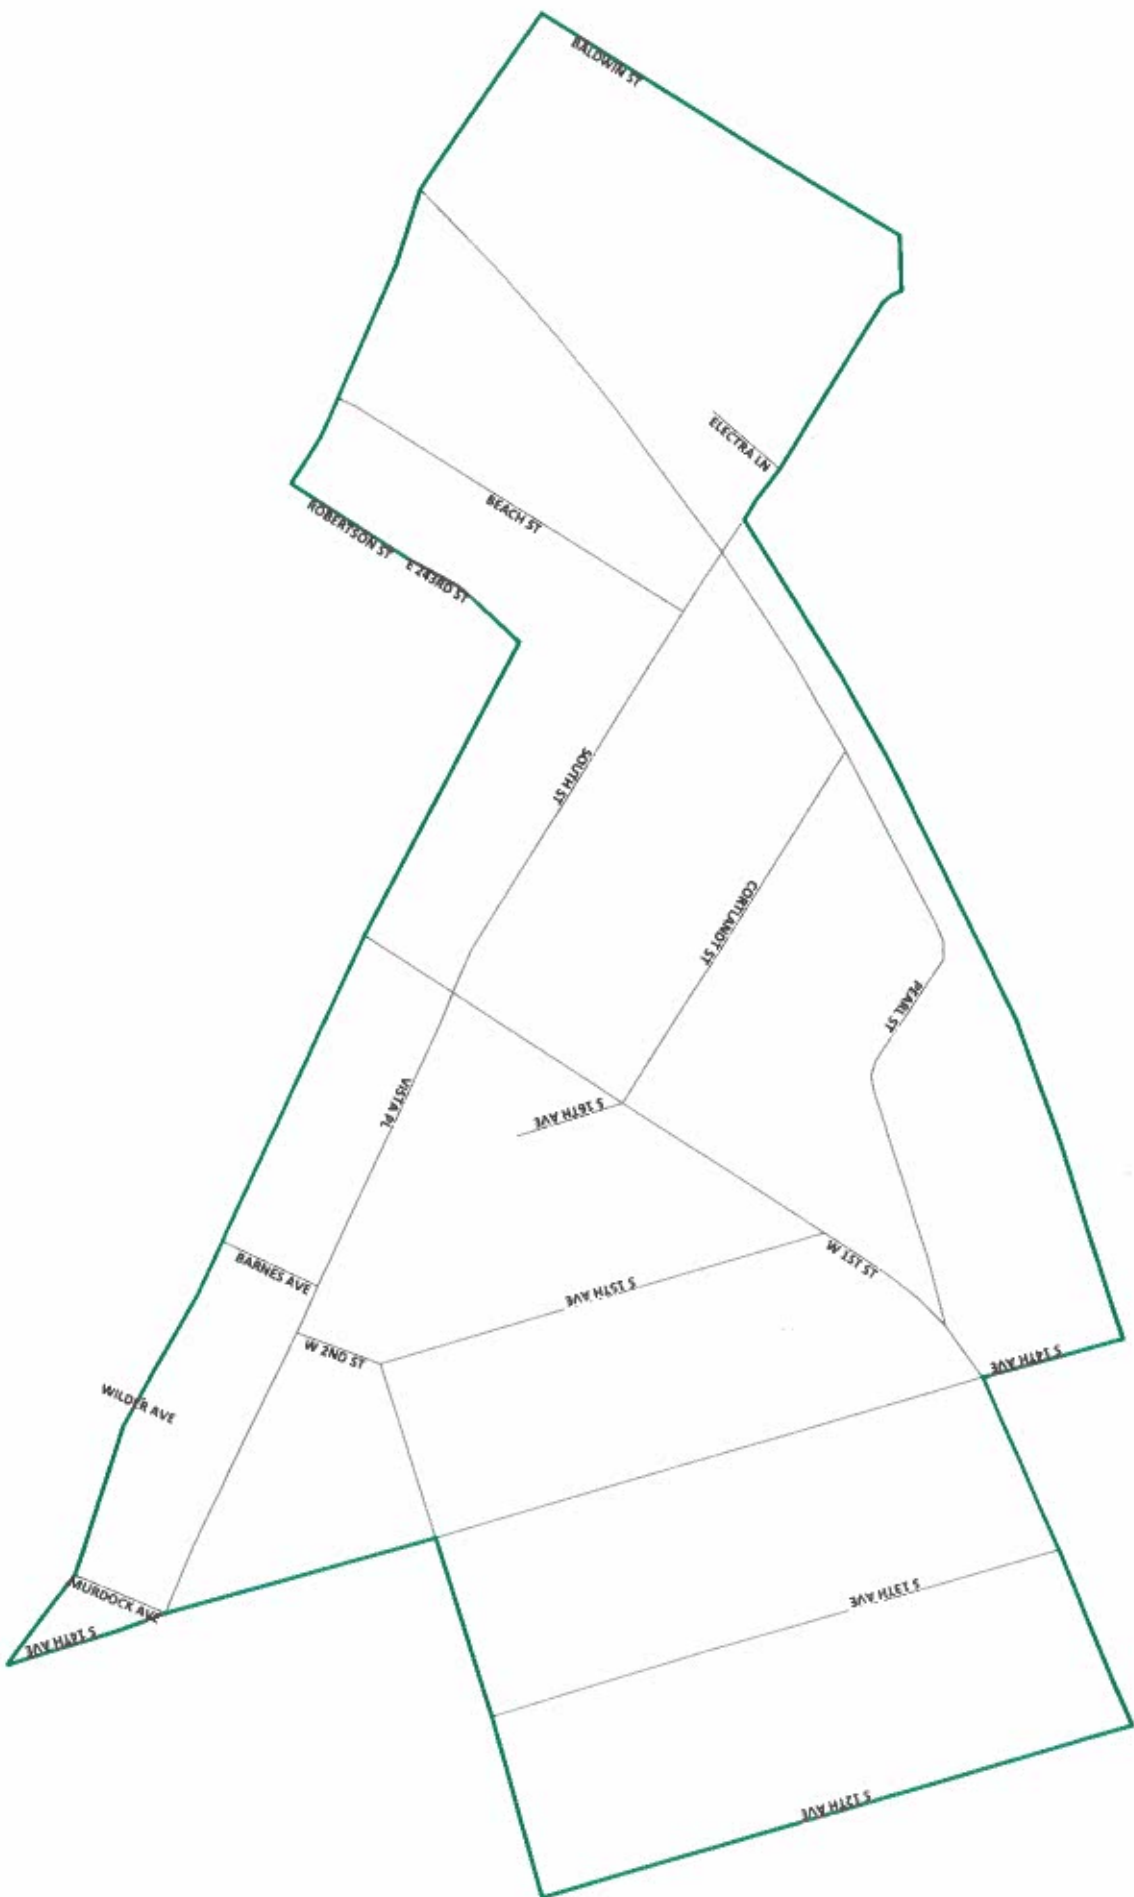 BALDWIN ST
ELECTRA LN
BEACH ST
ROBERTSON ST
E 243RD ST
SOUTH ST
CORTLANDT ST
PEARL ST
VISTA PL
S 16TH AVE
BARNES AVE
W 1ST ST
S 15TH AVE
W 2ND ST
S 14TH AVE
WILDER AVE
MURDOCK AVE
S 13TH AVE
S 14TH AVE
S 12TH AVE